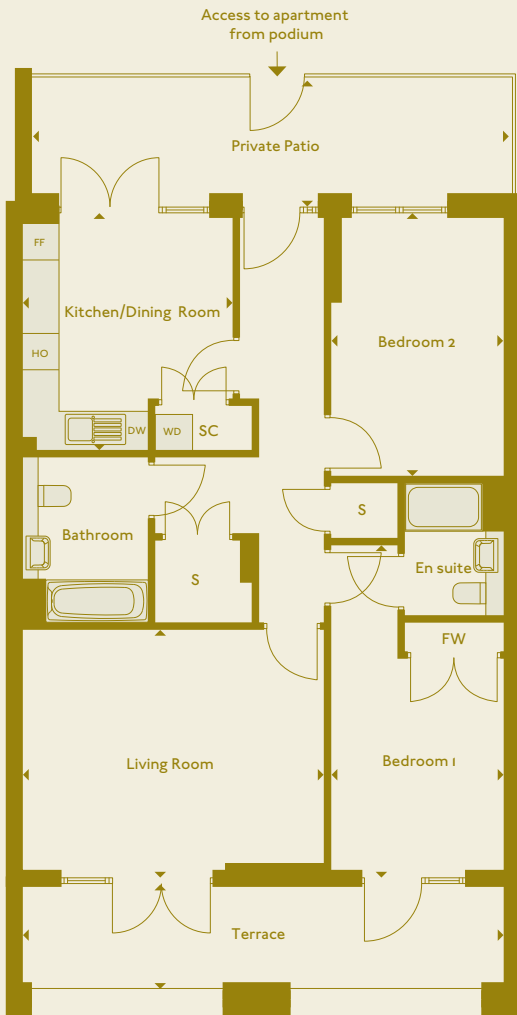 Access to apartment
from podium
Private Patio
FF
Kitchen/Dining Room
Bedroom 2
HO
DW
WD
SC
Bathroom
S
En suite
S
FW
Living Room
Bedroom 1
Terrace